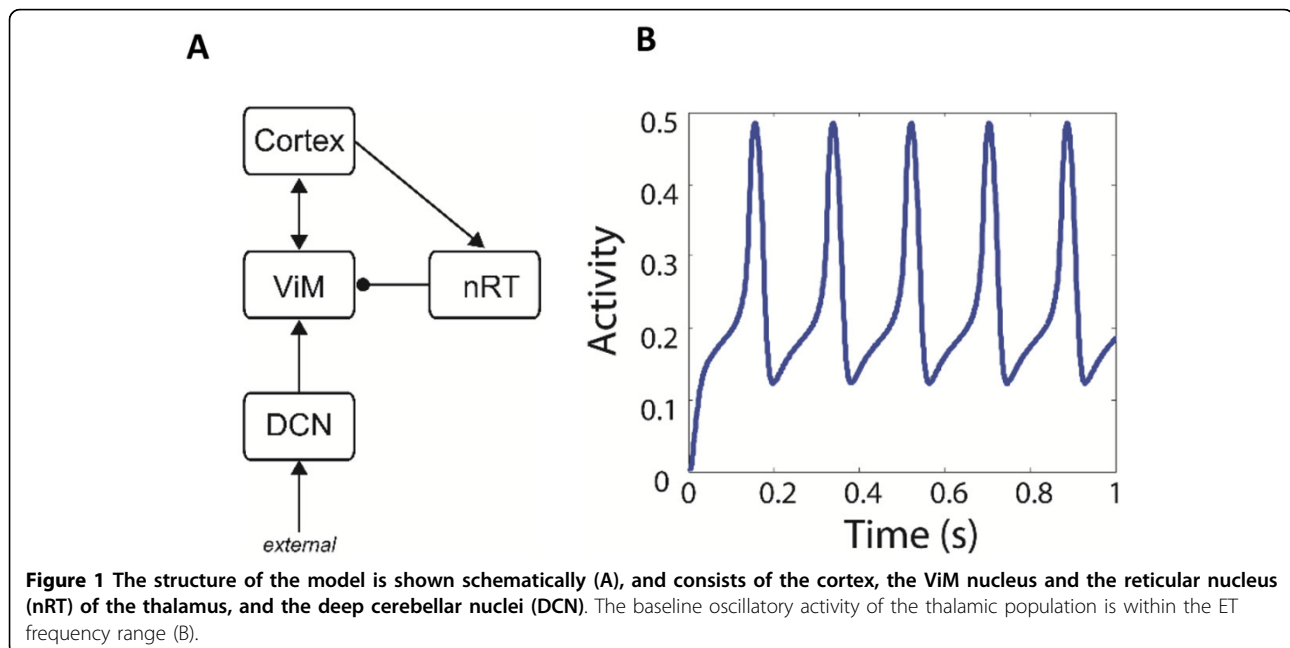 A
B
Cortex
ViM
nRT
DCN
external
Activity
0.5
0.4
0.3
0.2
0.1
0
0
0.2
0.4
0.6
0.8
1
Time (s)
Figure 1 The structure of the model is shown schematically (A), and consists of the cortex, the ViM nucleus and the reticular nucleus
(nRT) of the thalamus, and the deep cerebellar nuclei (DCN). The baseline oscillatory activity of the thalamic population is within the ET
frequency range (B).